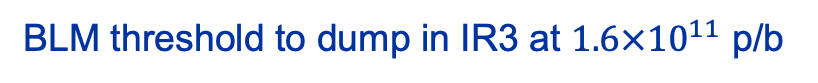 BLM threshold to dump in IR3 at 1.6×10¹¹ p/b